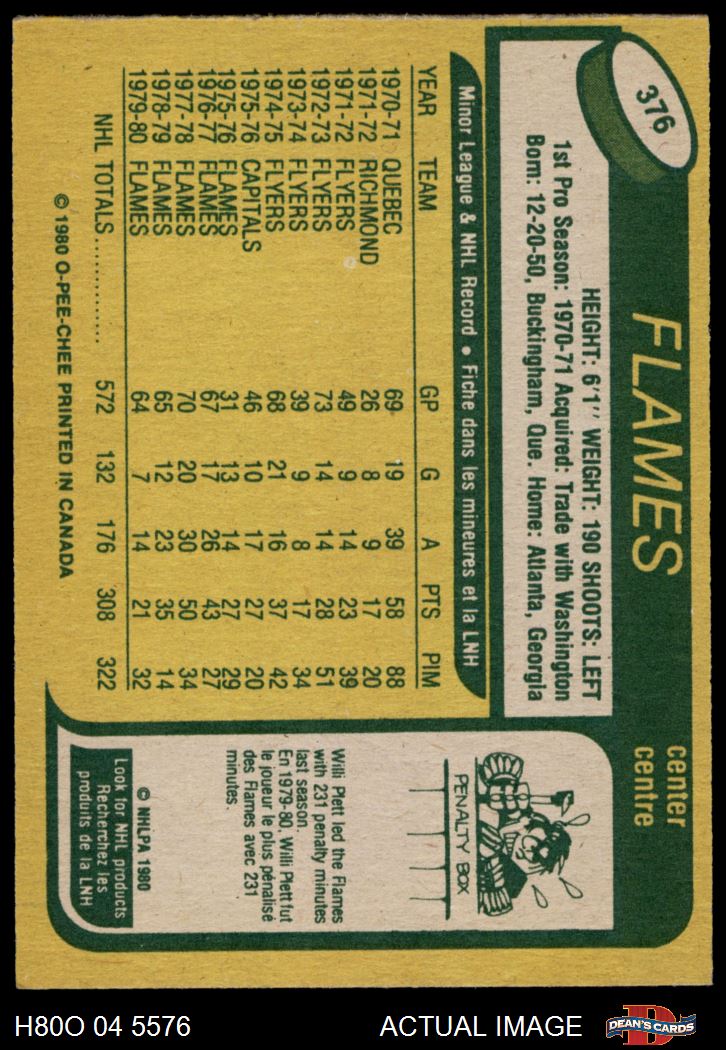 376
FLAMES
center
centre
HEIGHT: 6'1'' WEIGHT: 190 SHOOTS: LEFT
1st Pro Season: 1970-71 Acquired: Trade with Washington
Born: 12-20-50, Buckingham, Que. Home: Atlanta, Georgia
Minor League & NHL Record • Fiche dans les mineures et la LNH
YEAR TEAM GP G A PTS PIM
1970-71 QUEBEC 69 19 39 58 88
1971-72 RICHMOND 26 8 9 17 20
1971-72 FLYERS 49 9 14 23 39
1972-73 FLYERS 73 14 14 28 51
1973-74 FLYERS 39 9 8 17 34
1974-75 FLYERS 68 21 16 37 42
1975-76 CAPITALS 46 10 17 27 20
1975-76 FLAMES 31 13 14 27 29
1976-77 FLAMES 67 17 26 43 27
1977-78 FLAMES 70 20 30 50 34
1978-79 FLAMES 65 12 23 35 14
1979-80 FLAMES 64 7 14 21 32
NHL TOTALS.............. 572 132 176 308 322
© 1980 O-PEE-CHEE PRINTED IN CANADA
PENALTY BOX
Willi Plett led the Flames
with 231 penalty minutes
last season.
En 1979-80, Willi Plett fut
le joueur le plus pénalisé
des Flames avec 231
minutes.
© NHLPA 1980
Look for NHL products
Recherchez les
produits de la LNH
H80O 04 5576
ACTUAL IMAGE
D
DEAN'S CARDS